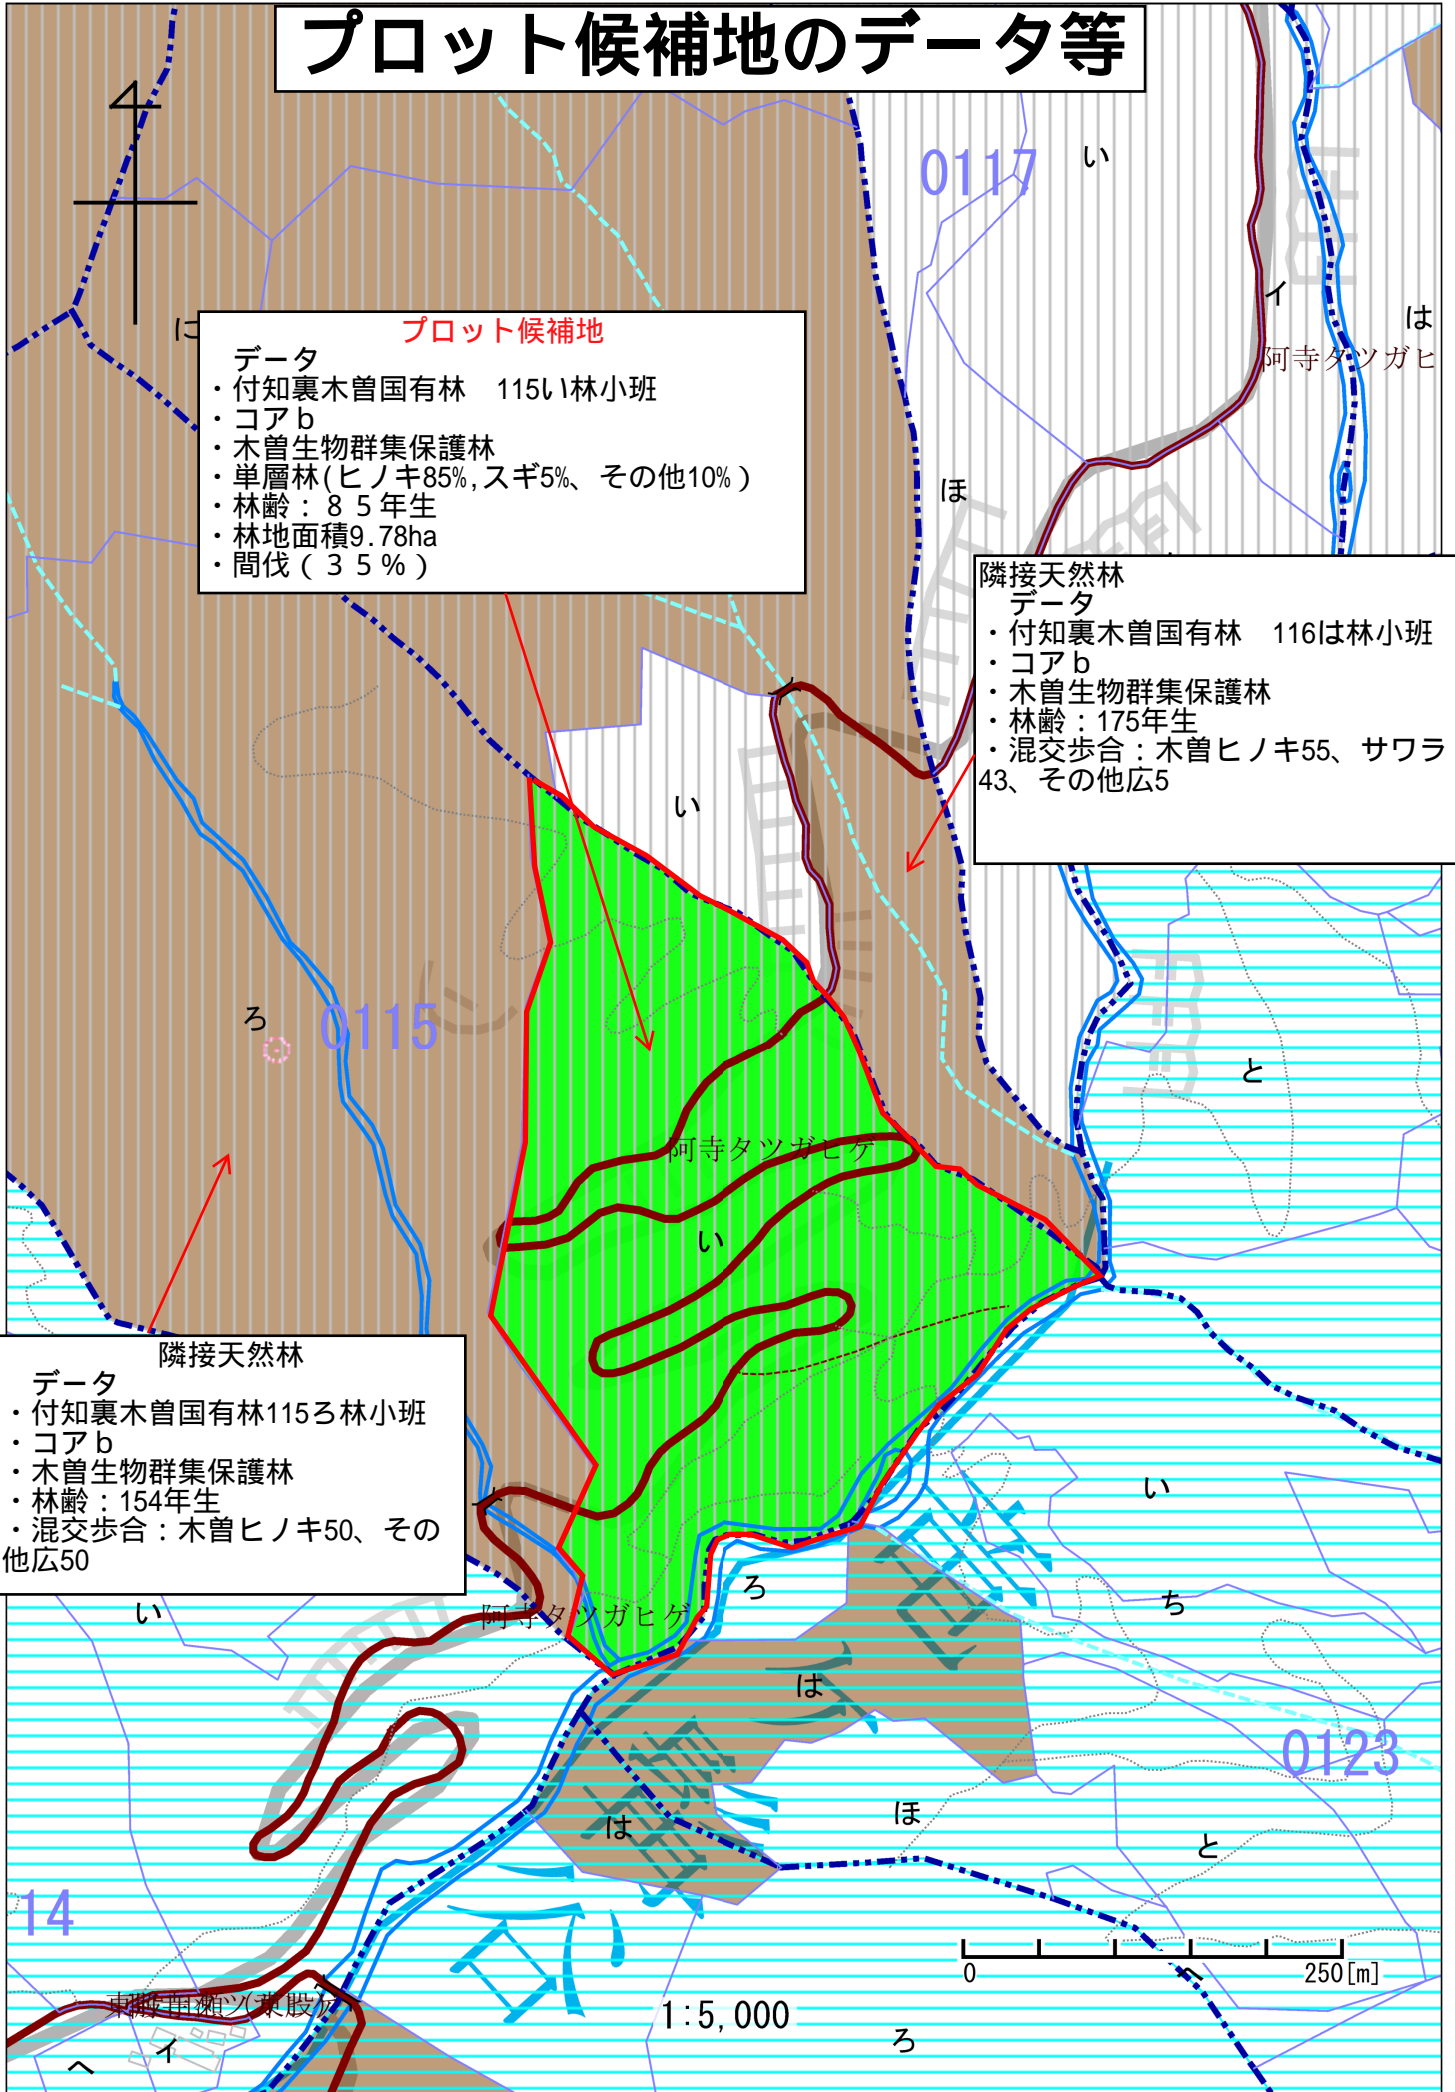 プロット候補地のデータ等
0117
い
イ
は
に
阿寺タツガヒ
プロット候補地
データ
・付知裏木曽国有林　115い林小班
・コアｂ
・木曽生物群集保護林
・単層林(ヒノキ85%,スギ5%、その他10%)
・林齢：８５年生
・林地面積9.78ha
・間伐（３５％）
ほ
隣接天然林
データ
・付知裏木曽国有林　116は林小班
・コアｂ
・木曽生物群集保護林
・林齢：175年生
・混交歩合：木曽ヒノキ55、サワラ
43、その他広5
い
ろ
0115
と
阿寺タツガヒゲ
い
隣接天然林
データ
・付知裏木曽国有林115ろ林小班
・コアｂ
・木曽生物群集保護林
・林齢：154年生
・混交歩合：木曽ヒノキ50、その
他広50
い
い
ろ
ち
阿寺タツガヒゲ
は
0123
は
ほ
と
14
0
250[m]
へ
1:5,000
ろ
イ
へ